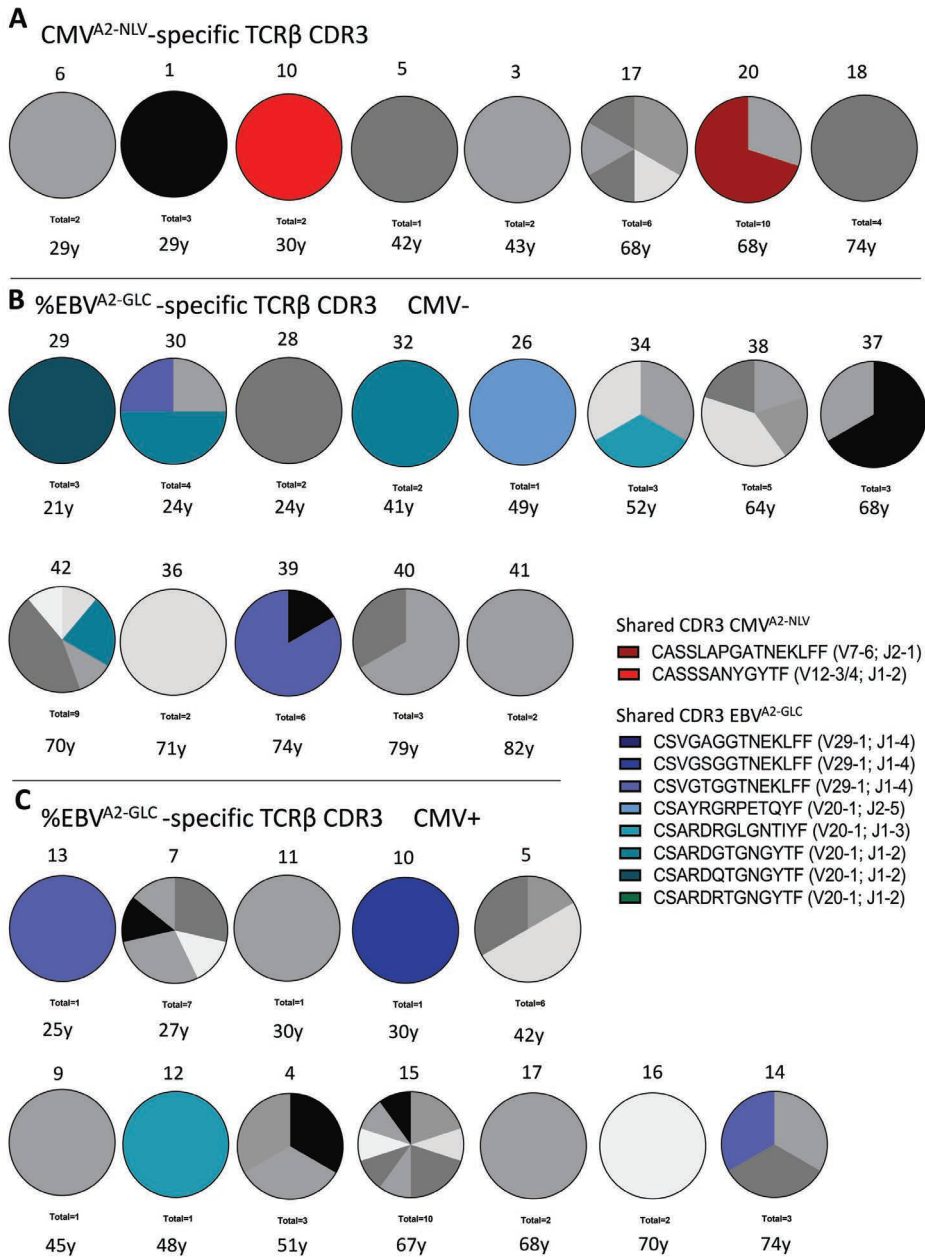 A
CMV^A2-NLV-specific TCRβ CDR3
6 1 10 5 3 17 20 18
Total=2 Total=3 Total=2 Total=1 Total=2 Total=6 Total=10 Total=4
29y 29y 30y 42y 43y 68y 68y 74y
B %EBV^A2-GLC -specific TCRβ CDR3 CMV-
29 30 28 32 26 34 38 37
Total=3 Total=4 Total=2 Total=2 Total=1 Total=3 Total=5 Total=3
21y 24y 24y 41y 49y 52y 64y 68y
42 36 39 40 41
Total=9 Total=2 Total=6 Total=3 Total=2
70y 71y 74y 79y 82y
Shared CDR3 CMV^A2-NLV
CASSLAPGATNEKLFF (V7-6; J2-1)
CASSSANYGYTF (V12-3/4; J1-2)
Shared CDR3 EBV^A2-GLC
CSVGAGGTNEKLFF (V29-1; J1-4)
CSVGSGGTNEKLFF (V29-1; J1-4)
CSVGTGGTNEKLFF (V29-1; J1-4)
CSAYRGRPETQYF (V20-1; J2-5)
CSARDRGLGNTIYF (V20-1; J1-3)
CSARDGTGNGYTF (V20-1; J1-2)
CSARDQTGNGYTF (V20-1; J1-2)
CSARDRTGNGYTF (V20-1; J1-2)
C
%EBV^A2-GLC -specific TCRβ CDR3 CMV+
13 7 11 10 5
Total=1 Total=7 Total=1 Total=1 Total=6
25y 27y 30y 30y 42y
9 12 4 15 17 16 14
Total=1 Total=1 Total=3 Total=10 Total=2 Total=2 Total=3
45y 48y 51y 67y 68y 70y 74y